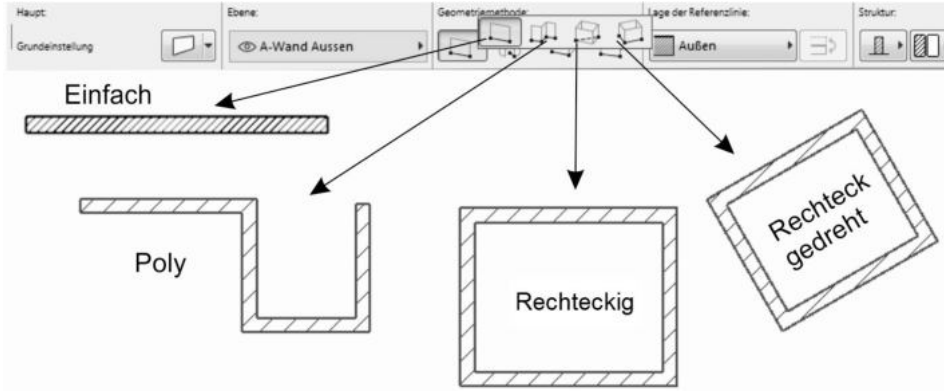 Haupt:
Ebene:
Geometriemethode:
Lage der Referenzlinie:
Struktur:
Grundeinstellung
A-Wand Aussen
Außen
Einfach
Poly
Rechteckig
Rechteck
gedreht